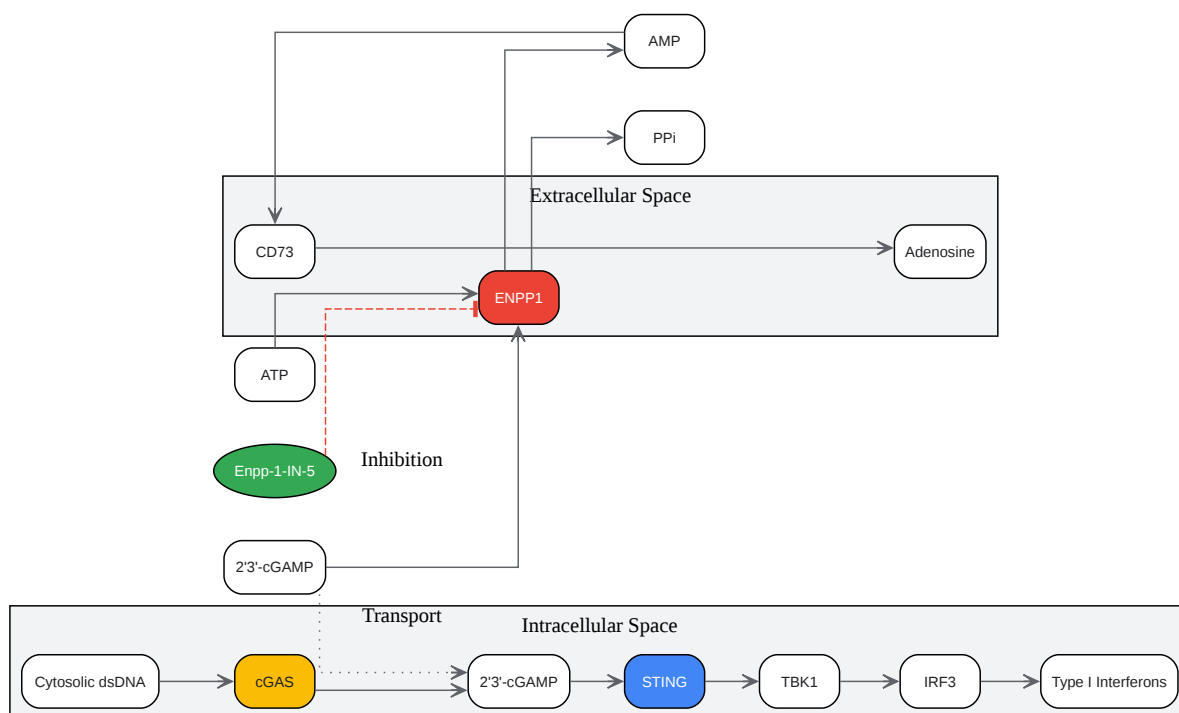 AMP
PPi
Extracellular Space
CD73
Adenosine
ENPP1
ATP
Inhibition
Enpp-1-IN-5
2'3'-cGAMP
Transport
Intracellular Space
Cytosolic dsDNA
cGAS
2'3'-cGAMP
STING
TBK1
IRF3
Type I Interferons